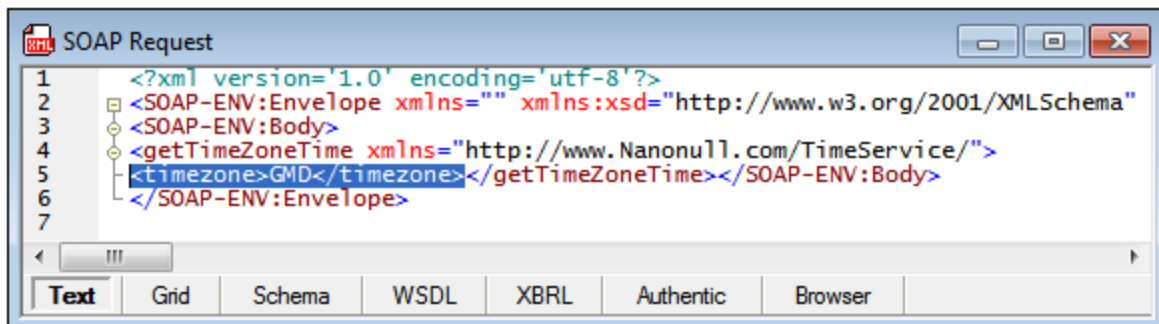 SOAP Request
1 <?xml version='1.0' encoding='utf-8'?>
2 <SOAP-ENV:Envelope xmlns="" xmlns:xsd="http://www.w3.org/2001/XMLSchema"
3 <SOAP-ENV:Body>
4 <getTimeZoneTime xmlns="http://www.Nanonull.com/TimeService/">
5 <timezone>GMD</timezone></getTimeZoneTime></SOAP-ENV:Body>
6 </SOAP-ENV:Envelope>
7
Text Grid Schema WSDL XBRL Authentic Browser